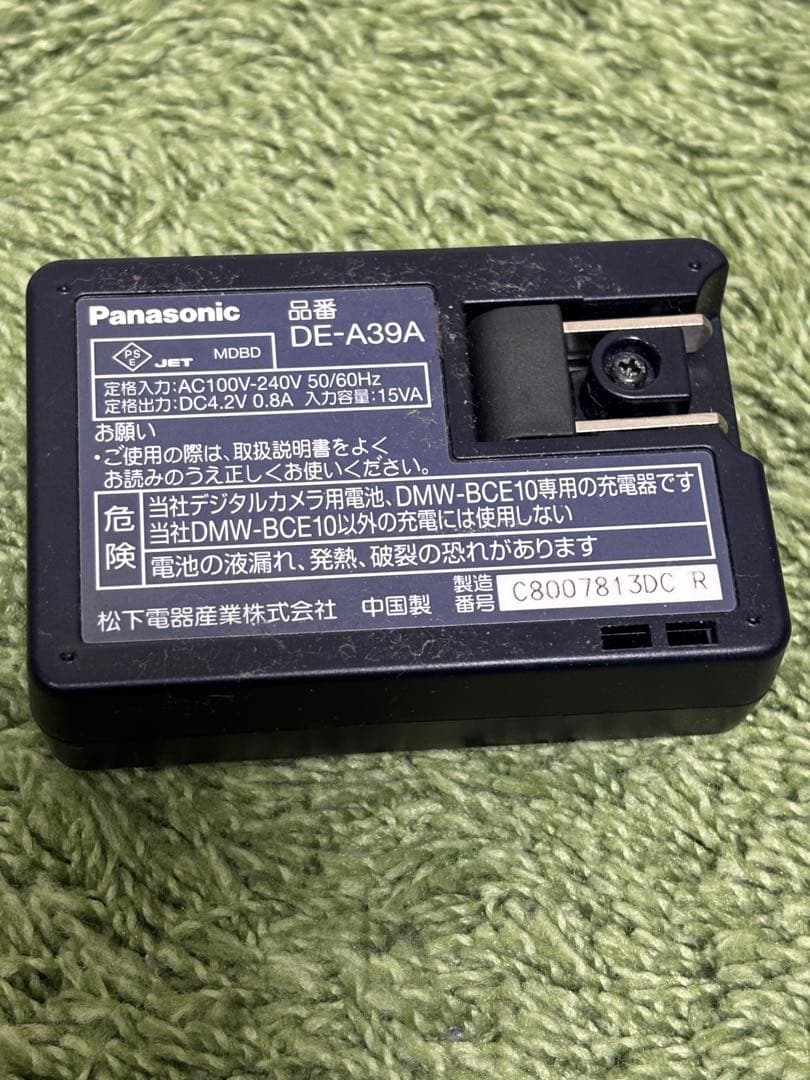 Panasonic
品番
DE-A39A
PS
E
JET MDBD
定格入力:AC100V-240V 50/60Hz
定格出力:DC4.2V 0.8A 入力容量:15VA
お願い
・ご使用の際は、取扱説明書をよく
お読みのうえ正しくお使いください。
危険
当社デジタルカメラ用電池、DMW-BCE10専用の充電器です
当社DMW-BCE10以外の充電には使用しない
電池の液漏れ、発熱、破裂の恐れがあります
松下電器産業株式会社 中国製
製造
番号
C8007813DC R